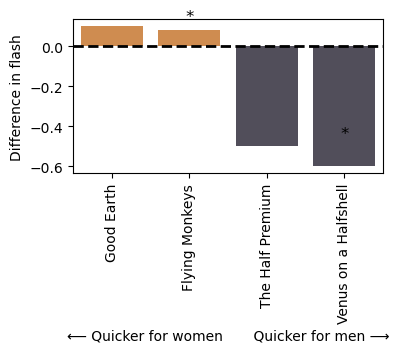 *
0.0
−0.2
−0.4
−0.6
*
Difference in flash
Good Earth
Flying Monkeys
The Half Premium
Venus on a Halfshell
⟵ Quicker for women
Quicker for men ⟶